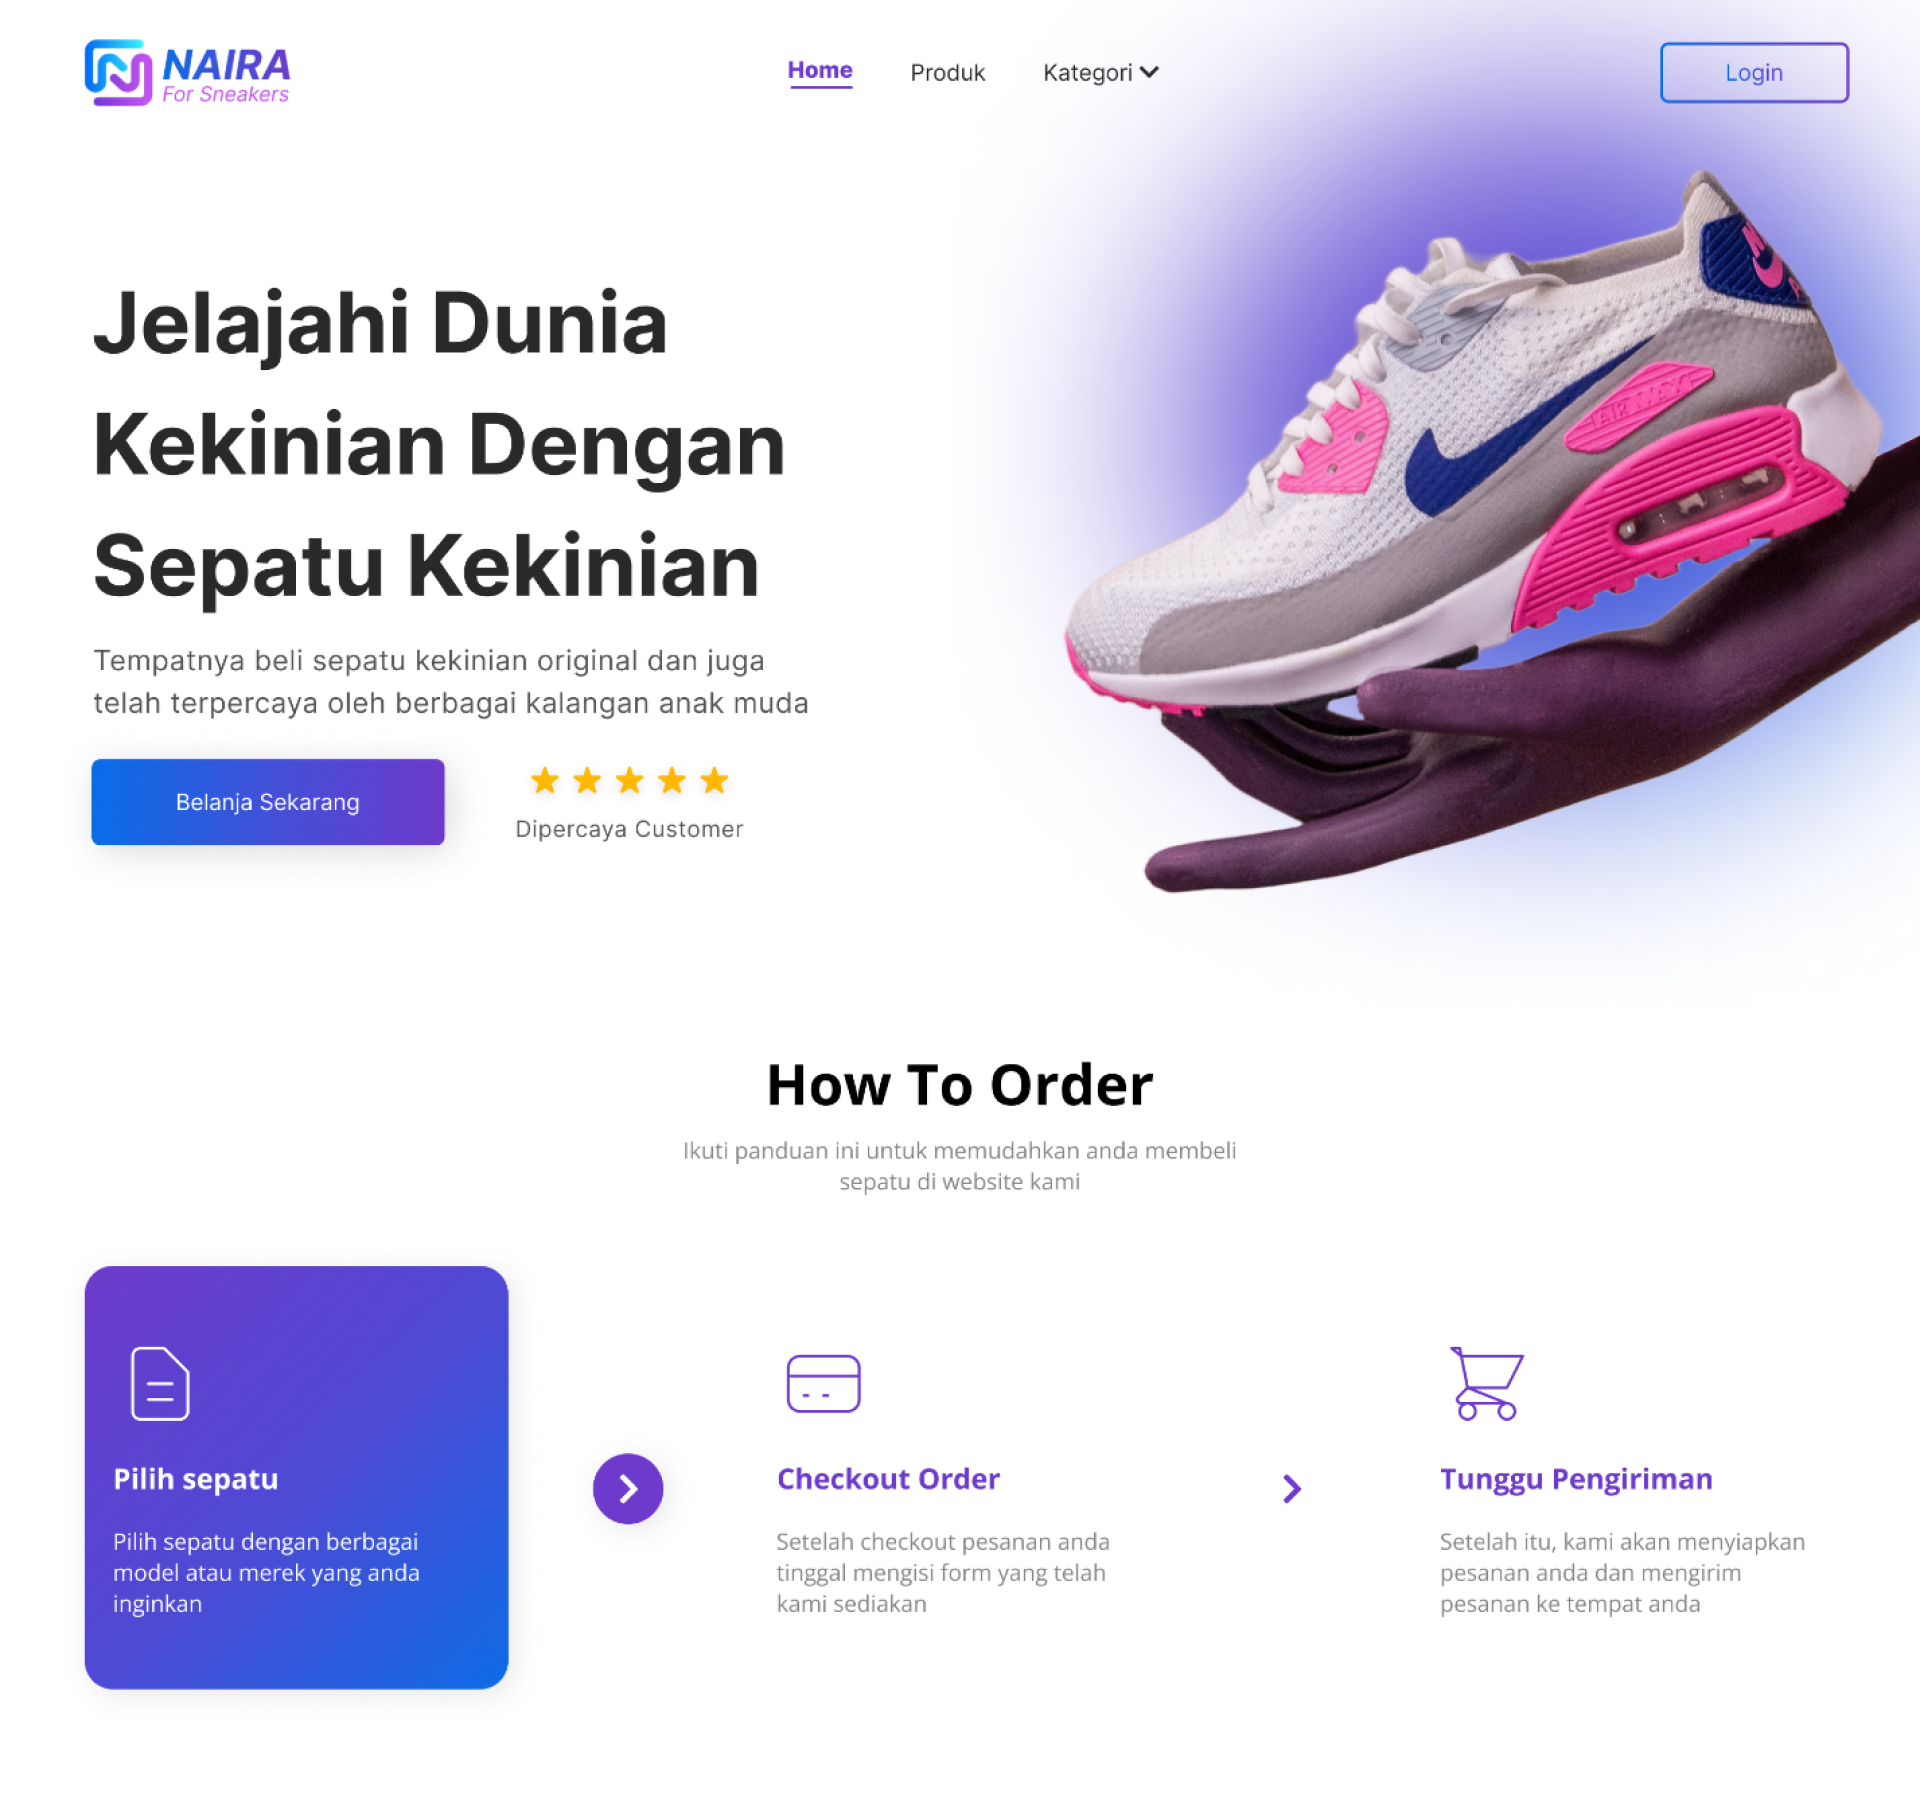 NAIRA
For Sneakers
Home
Produk
Kategori
Login
Jelajahi Dunia
Kekinian Dengan
Sepatu Kekinian
Tempatnya beli sepatu kekinian original dan juga
telah terpercaya oleh berbagai kalangan anak muda
Belanja Sekarang
Dipercaya Customer
AIR MAX
How To Order
Ikuti panduan ini untuk memudahkan anda membeli
sepatu di website kami
Pilih sepatu
Pilih sepatu dengan berbagai
model atau merek yang anda
inginkan
Checkout Order
Setelah checkout pesanan anda
tinggal mengisi form yang telah
kami sediakan
Tunggu Pengiriman
Setelah itu, kami akan menyiapkan
pesanan anda dan mengirim
pesanan ke tempat anda